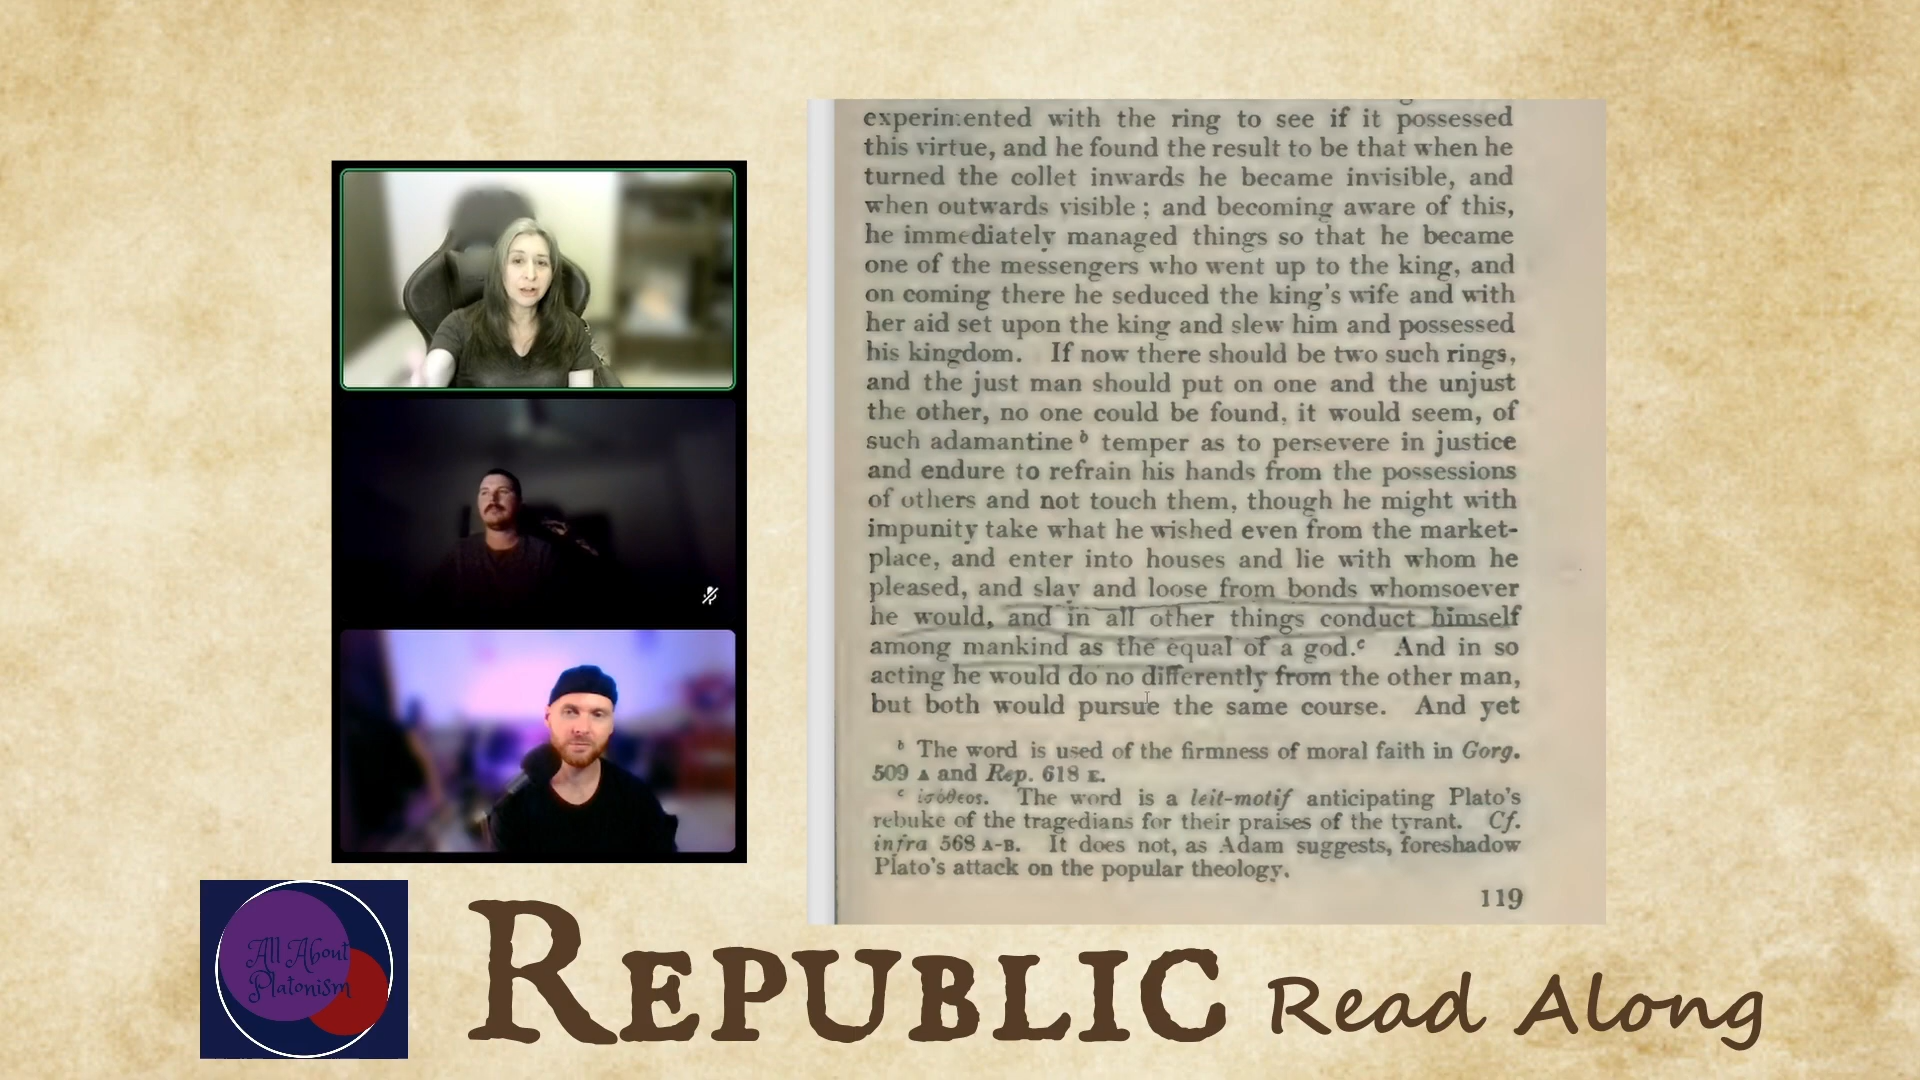 experimented with the ring to see if it possessed
this virtue, and he found the result to be that when he
turned the collet inwards he became invisible, and
when outwards visible ; and becoming aware of this,
he immediately managed things so that he became
one of the messengers who went up to the king, and
on coming there he seduced the king's wife and with
her aid set upon the king and slew him and possessed
his kingdom. If now there should be two such rings,
and the just man should put on one and the unjust
the other, no one could be found, it would seem, of
such adamantine b temper as to persevere in justice
and endure to refrain his hands from the possessions
of others and not touch them, though he might with
impunity take what he wished even from the market-
place, and enter into houses and lie with whom he
pleased, and slay and loose from bonds whomsoever
he would, and in all other things conduct himself
among mankind as the equal of a god.c And in so
acting he would do no differently from the other man,
but both would pursue the same course. And yet
b The word is used of the firmness of moral faith in Gorg.
509 A and Rep. 618 E.
c ἰσόθεος. The word is a leit-motif anticipating Plato's
rebuke of the tragedians for their praises of the tyrant. Cf.
infra 568 A-B. It does not, as Adam suggests, foreshadow
Plato's attack on the popular theology.
119
All About
Platonism
REPUBLIC Read Along